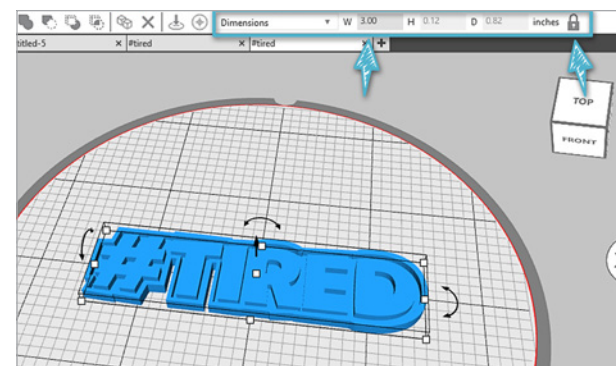 Dimensions W 3.00 H 0.12 D 0.82 inches
titled-5 × #tired × #tired × +
TOP
FRONT
#TIRED